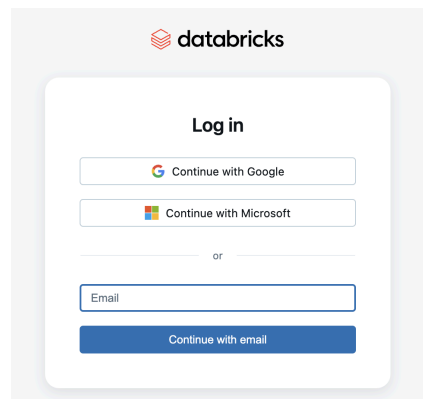 databricks
Log in
Continue with Google
Continue with Microsoft
or
Email
Continue with email